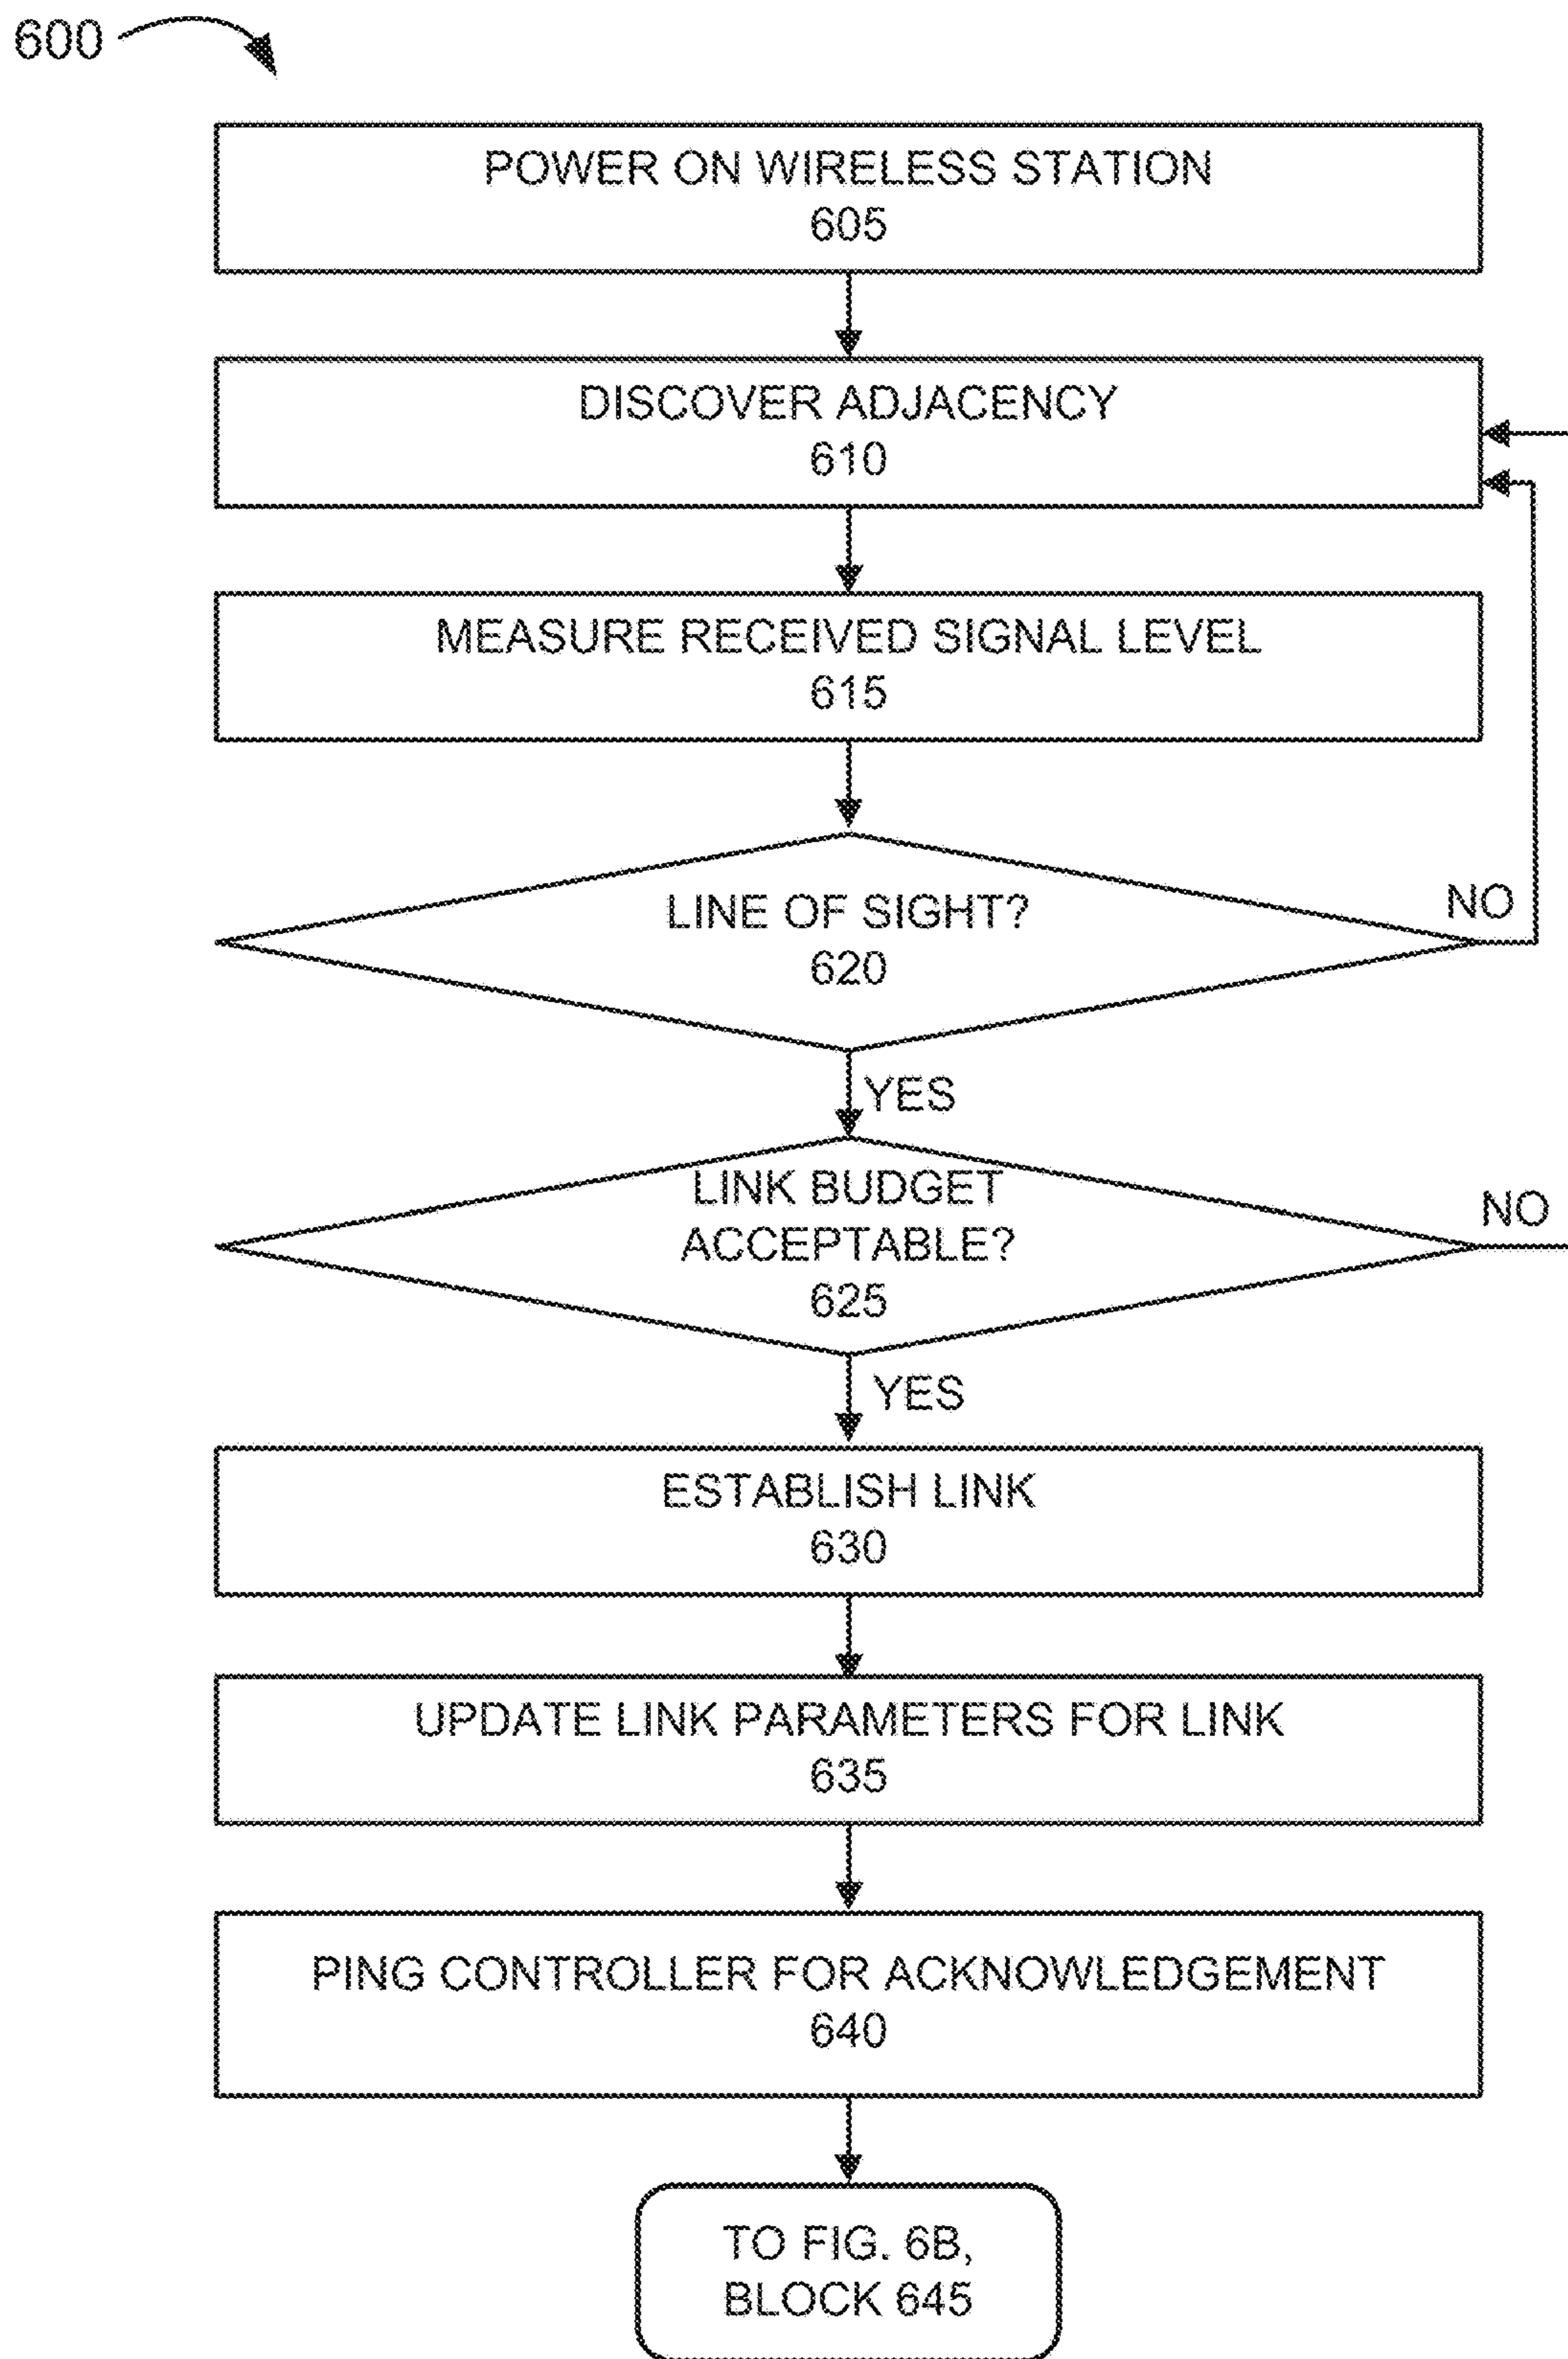 600
POWER ON WIRELESS STATION
605
DISCOVER ADJACENCY
610
MEASURE RECEIVED SIGNAL LEVEL
615
LINE OF SIGHT?
620
NO
YES
LINK BUDGET
ACCEPTABLE?
625
NO
YES
ESTABLISH LINK
630
UPDATE LINK PARAMETERS FOR LINK
635
PING CONTROLLER FOR ACKNOWLEDGEMENT
640
TO FIG. 6B,
BLOCK 645